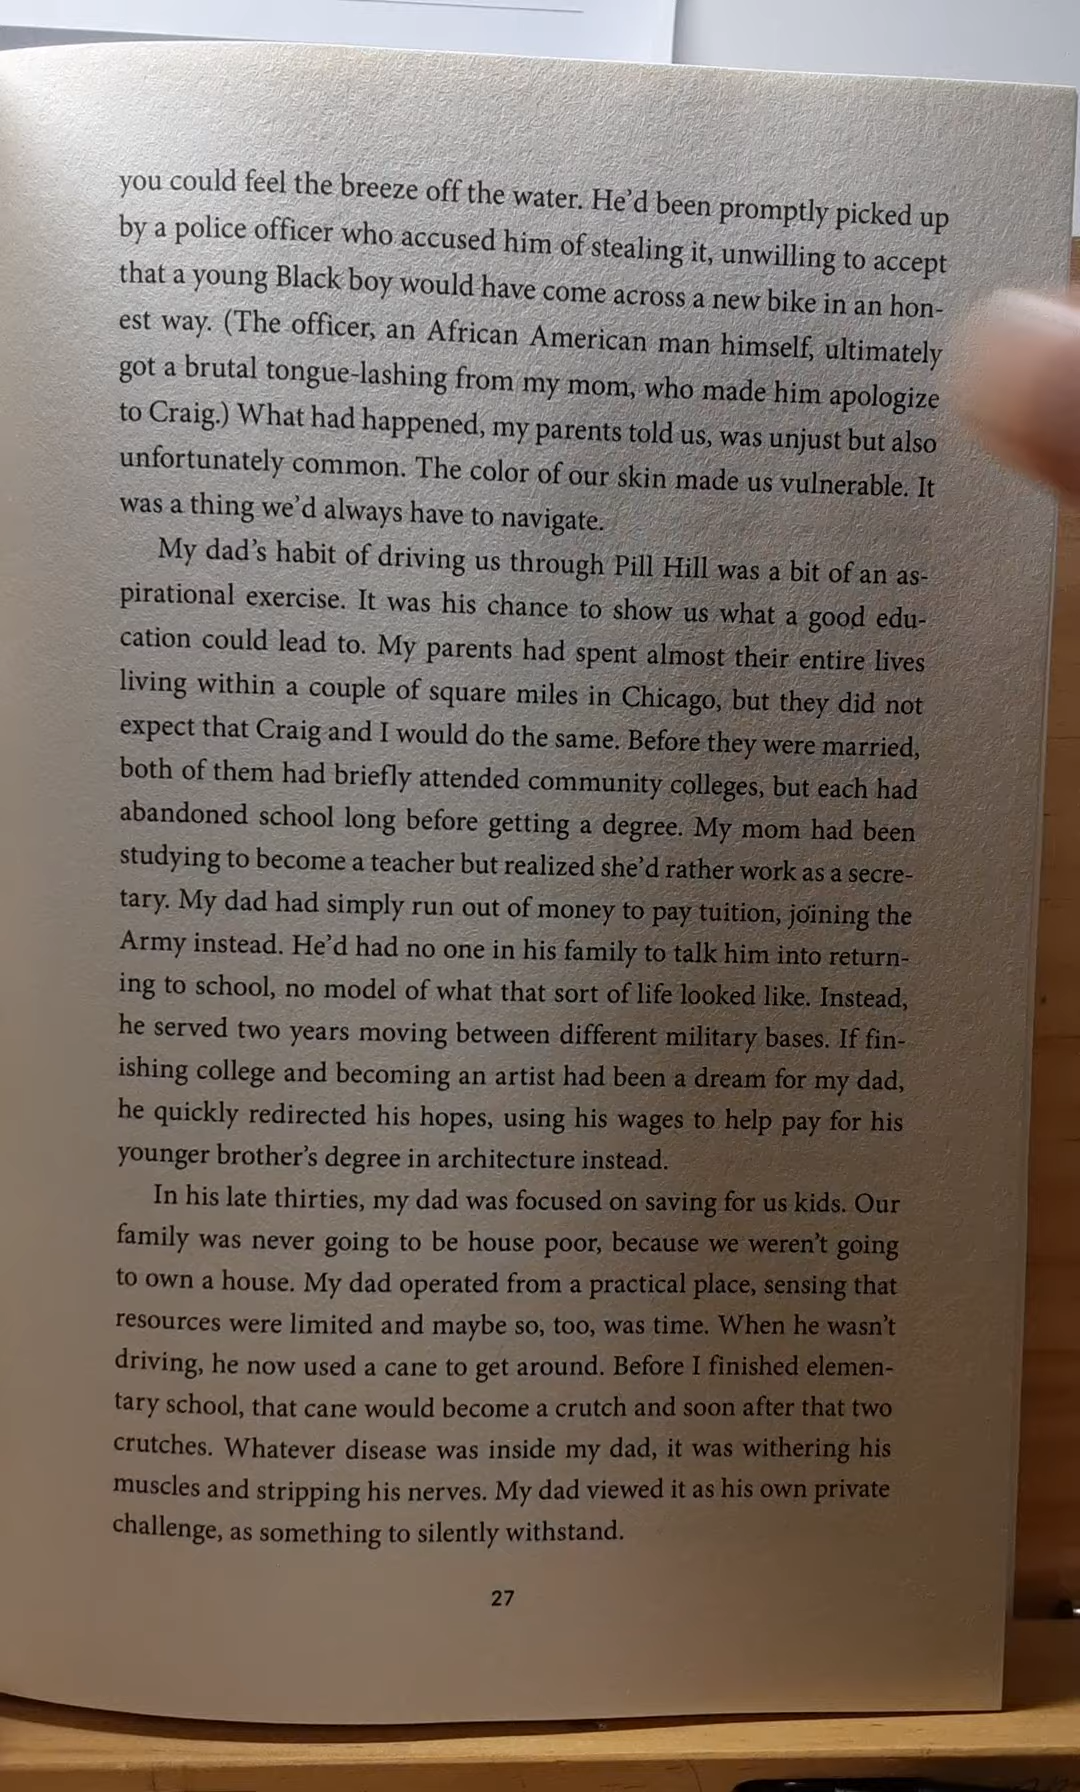 you could feel the breeze off the water. He’d been promptly picked up
by a police officer who accused him of stealing it, unwilling to accept
that a young Black boy would have come across a new bike in an hon-
est way. (The officer, an African American man himself, ultimately
got a brutal tongue-lashing from my mom, who made him apologize
to Craig.) What had happened, my parents told us, was unjust but also
unfortunately common. The color of our skin made us vulnerable. It
was a thing we’d always have to navigate.
My dad’s habit of driving us through Pill Hill was a bit of an as-
pirational exercise. It was his chance to show us what a good edu-
cation could lead to. My parents had spent almost their entire lives
living within a couple of square miles in Chicago, but they did not
expect that Craig and I would do the same. Before they were married,
both of them had briefly attended community colleges, but each had
abandoned school long before getting a degree. My mom had been
studying to become a teacher but realized she’d rather work as a secre-
tary. My dad had simply run out of money to pay tuition, joining the
Army instead. He’d had no one in his family to talk him into return-
ing to school, no model of what that sort of life looked like. Instead,
he served two years moving between different military bases. If fin-
ishing college and becoming an artist had been a dream for my dad,
he quickly redirected his hopes, using his wages to help pay for his
younger brother’s degree in architecture instead.
In his late thirties, my dad was focused on saving for us kids. Our
family was never going to be house poor, because we weren’t going
to own a house. My dad operated from a practical place, sensing that
resources were limited and maybe so, too, was time. When he wasn’t
driving, he now used a cane to get around. Before I finished elemen-
tary school, that cane would become a crutch and soon after that two
crutches. Whatever disease was inside my dad, it was withering his
muscles and stripping his nerves. My dad viewed it as his own private
challenge, as something to silently withstand.
27